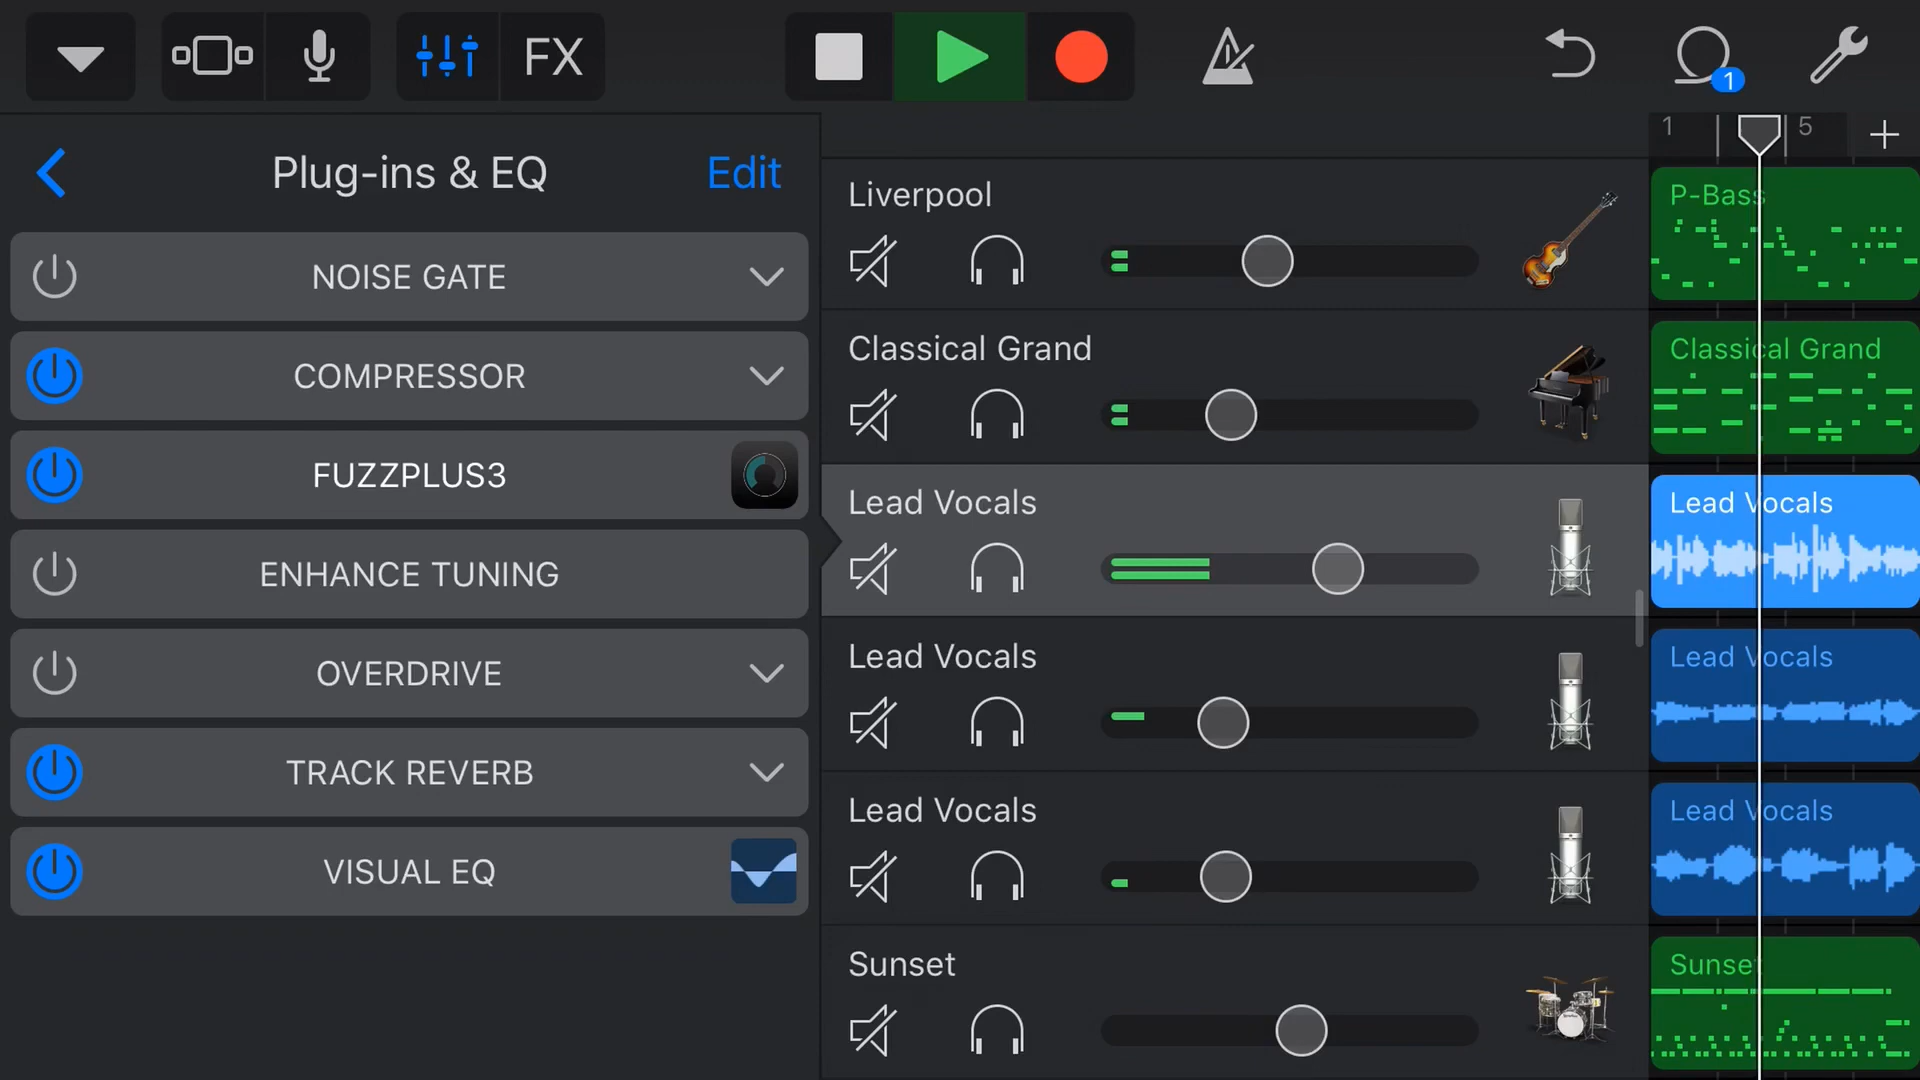 FX
1
Plug-ins & EQ
Edit
NOISE GATE
COMPRESSOR
FUZZPLUS3
ENHANCE TUNING
OVERDRIVE
TRACK REVERB
VISUAL EQ
Liverpool
Classical Grand
Lead Vocals
Lead Vocals
Lead Vocals
Sunset
1
5
P-Bass
Classical Grand
Lead Vocals
Lead Vocals
Lead Vocals
Sunset